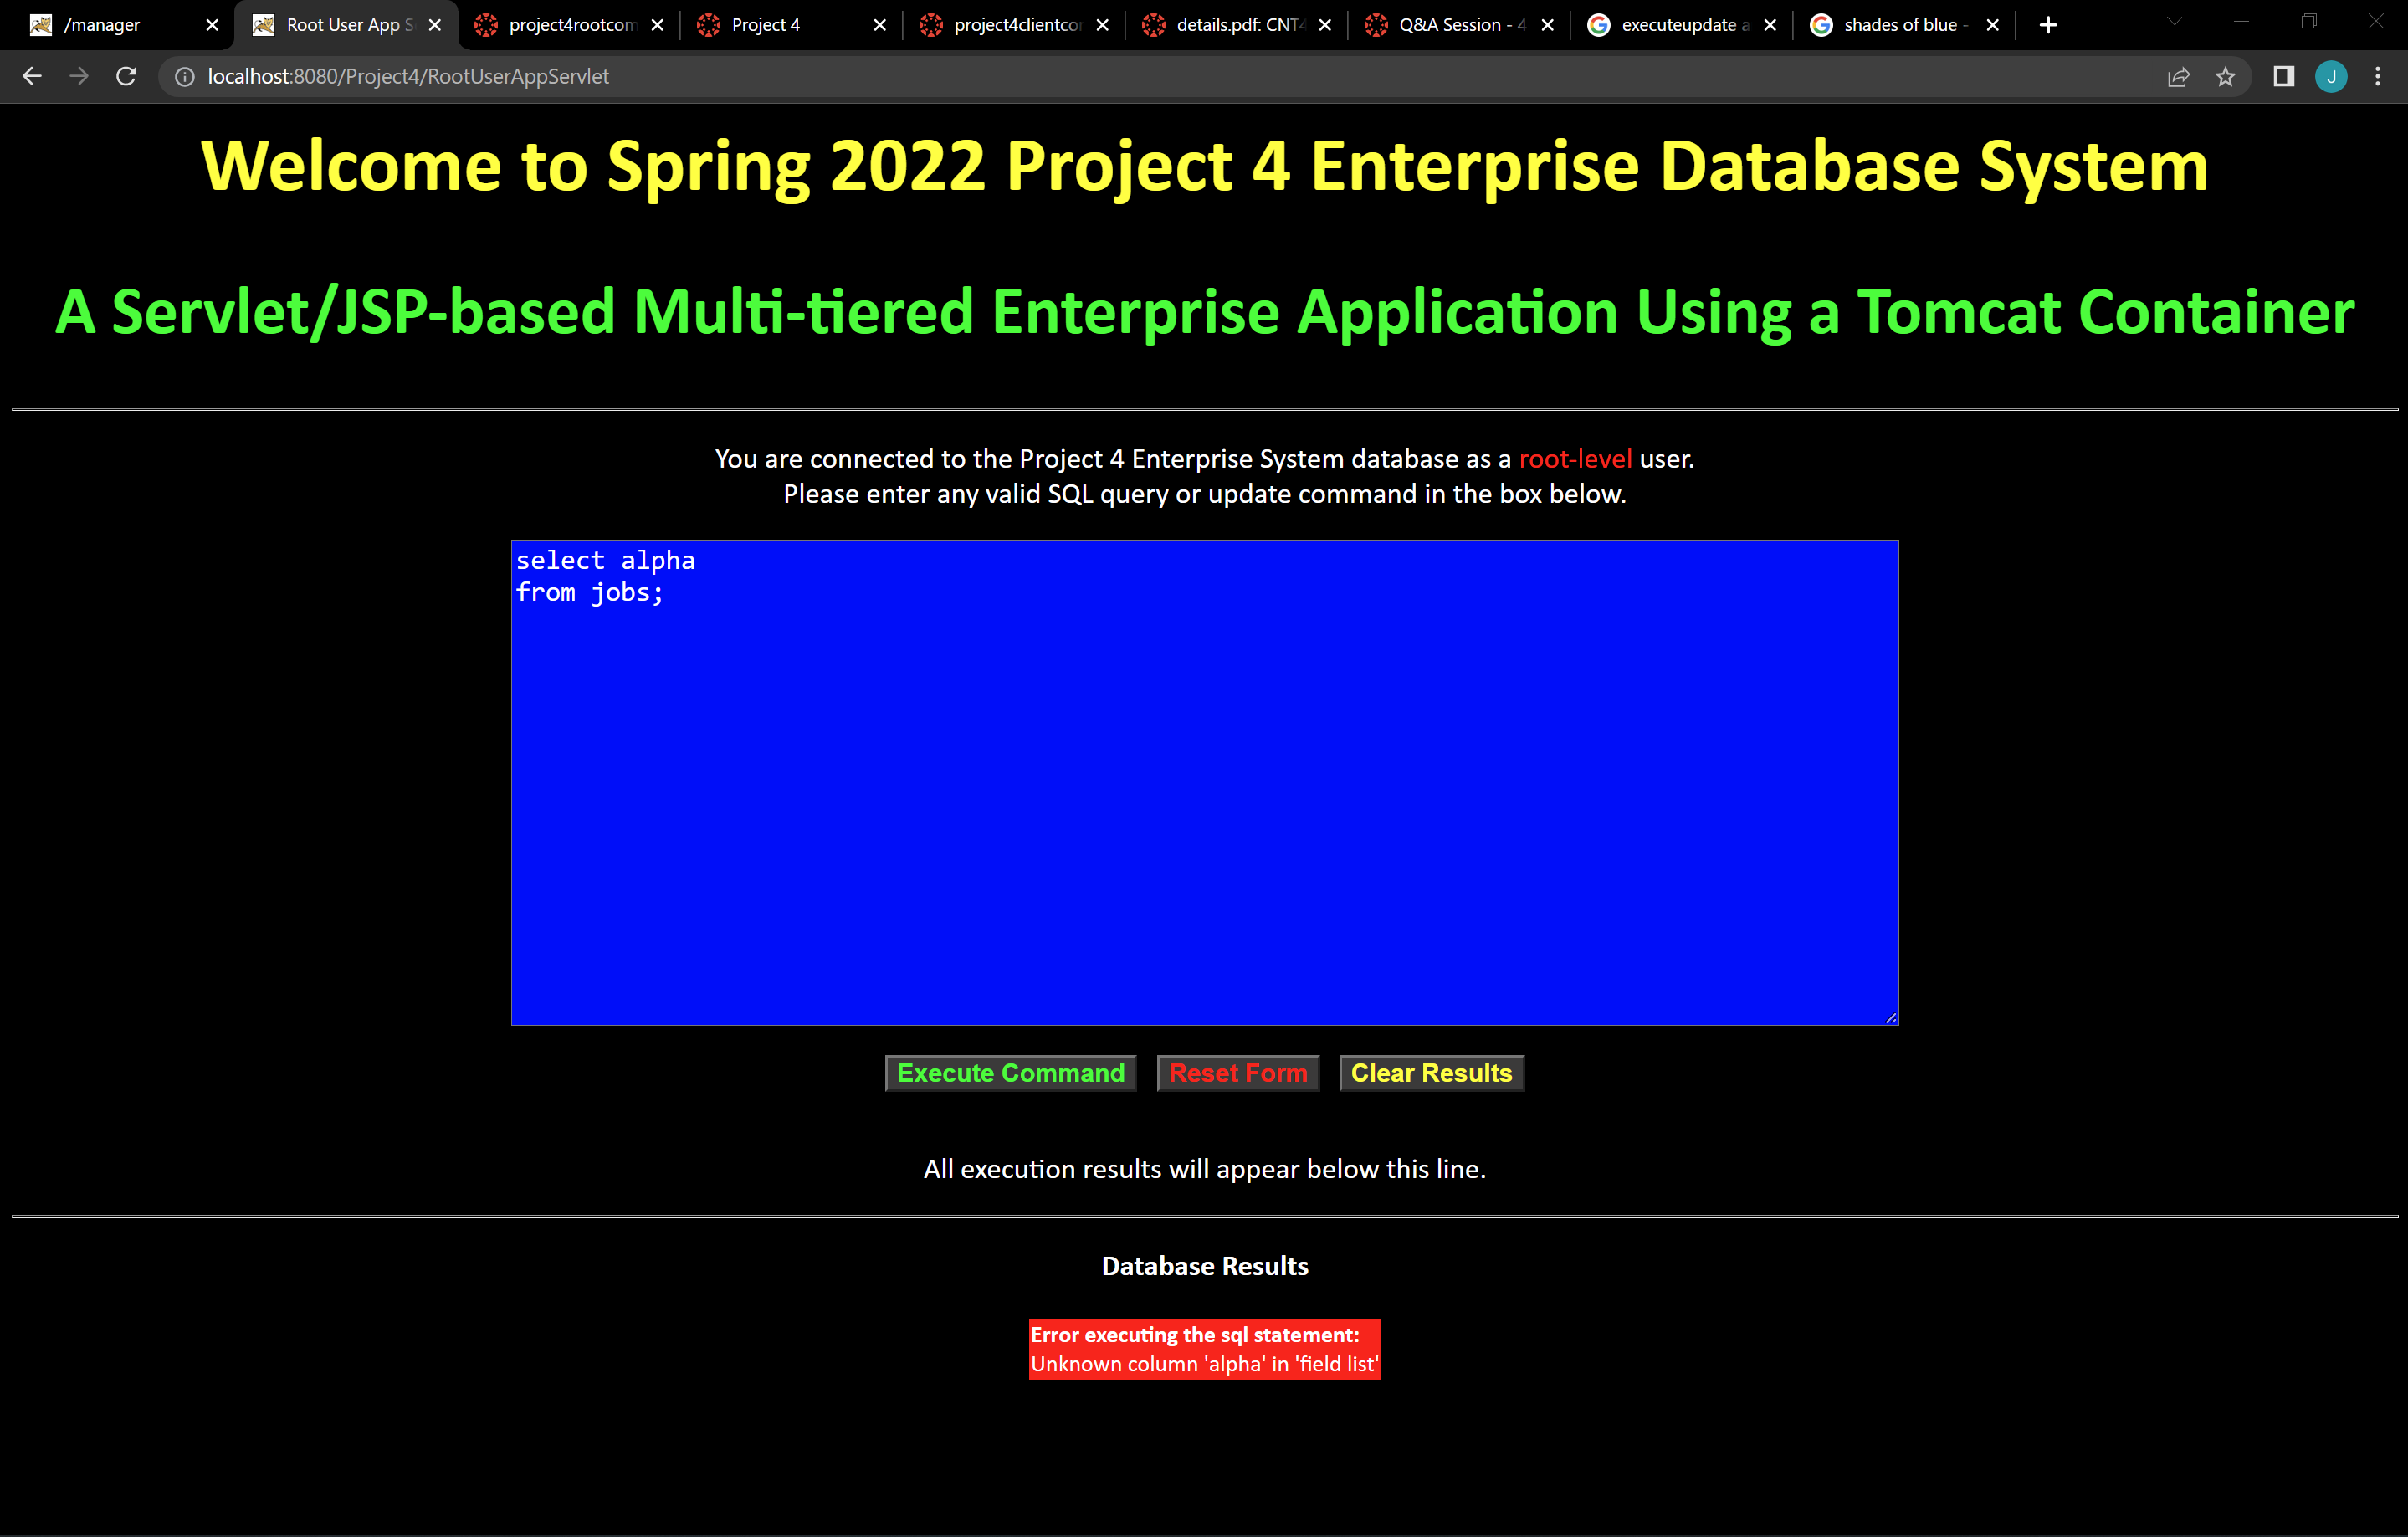 /manager
Root User App S
project4rootcom
Project 4
project4clientcor
details.pdf: CNT4
Q&A Session - 4
executeupdate a
shades of blue -
localhost:8080/Project4/RootUserAppServlet
J
Welcome to Spring 2022 Project 4 Enterprise Database System
A Servlet/JSP-based Multi-tiered Enterprise Application Using a Tomcat Container
You are connected to the Project 4 Enterprise System database as a root-level user.
Please enter any valid SQL query or update command in the box below.
select alpha
from jobs;
Execute Command
Reset Form
Clear Results
All execution results will appear below this line.
Database Results
Error executing the sql statement:
Unknown column 'alpha' in 'field list'